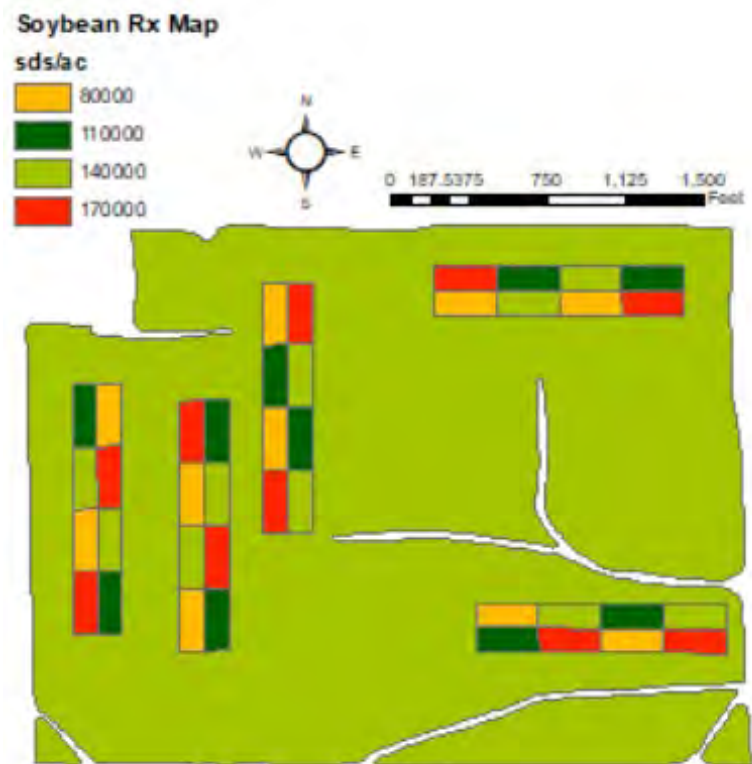 Soybean Rx Map
sds/ac
80000
110000
140000
170000
N
W E
S
0 187.5375 750 1,125 1,500
Feet